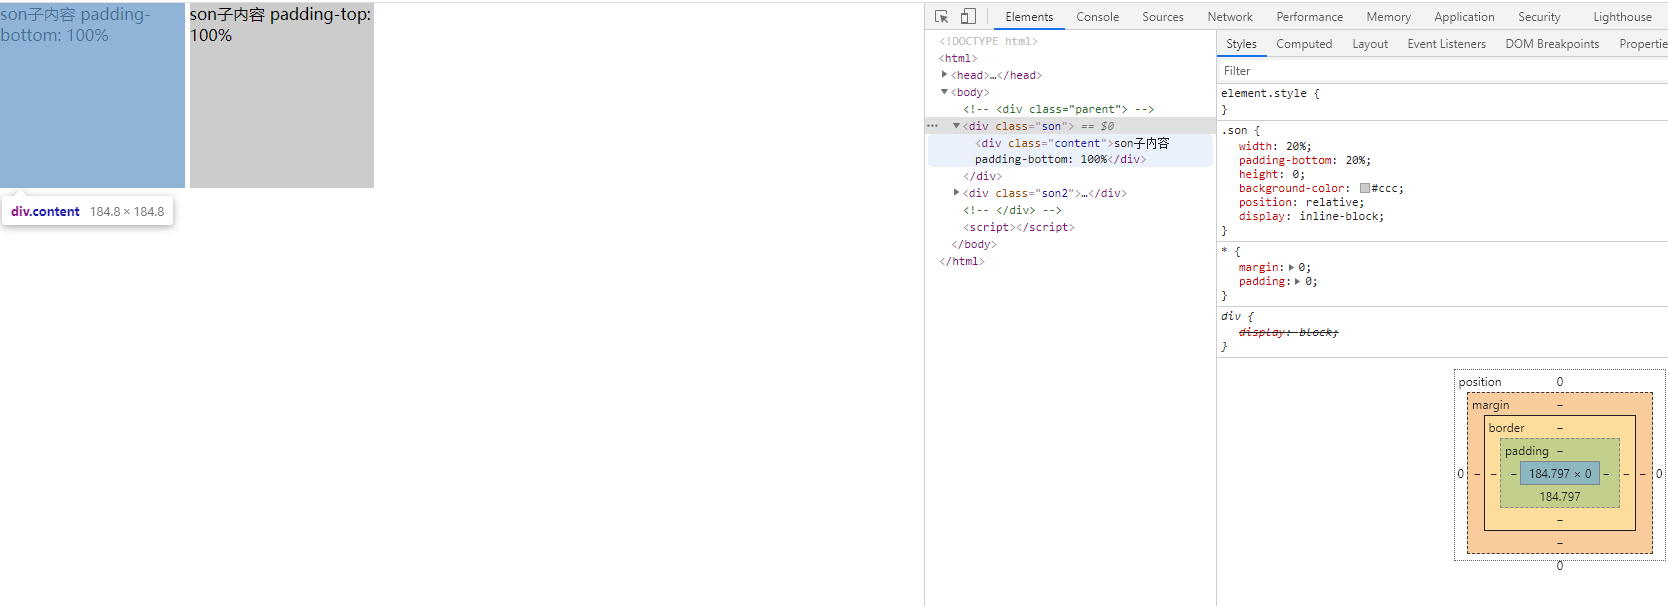 son子内容 padding-
bottom: 100%
son子内容 padding-top:
100%
div.content 184.8 × 184.8
Elements Console Sources Network Performance Memory Application Security Lighthouse
<!DOCTYPE html>
<html>
<head>…</head>
<body>
<!-- <div class="parent"> -->
<div class="son"> == $0
<div class="content">son子内容
padding-bottom: 100%</div>
</div>
<div class="son2">…</div>
<!-- </div> -->
<script></script>
</body>
</html>
Styles Computed Layout Event Listeners DOM Breakpoints Propertie
Filter
element.style {
}
.son {
width: 20%;
padding-bottom: 20%;
height: 0;
background-color: #ccc;
position: relative;
display: inline-block;
}
* {
margin: 0;
padding: 0;
}
div {
display: block;
}
position 0
margin –
border –
padding –
0 – – – 184.797 × 0 – – – 0
184.797
–
–
0